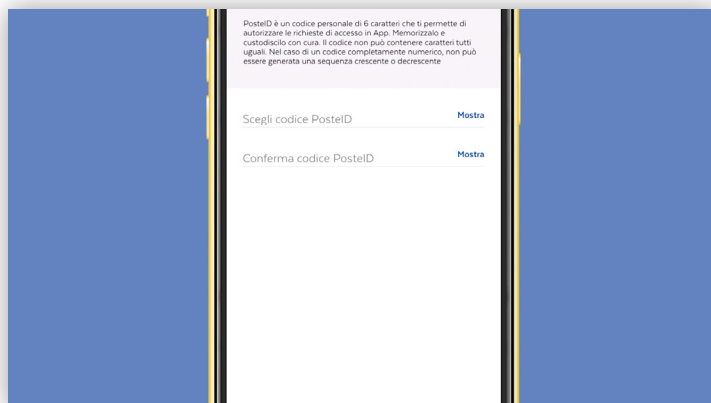 PosteID è un codice personale di 6 caratteri che ti permette di
autorizzare le richieste di accesso in App. Memorizzalo e
custodiscilo con cura. Il codice non può contenere caratteri tutti
uguali. Nel caso di un codice completamente numerico, non può
essere generata una sequenza crescente o decrescente
Scegli codice PosteID Mostra
Conferma codice PosteID Mostra